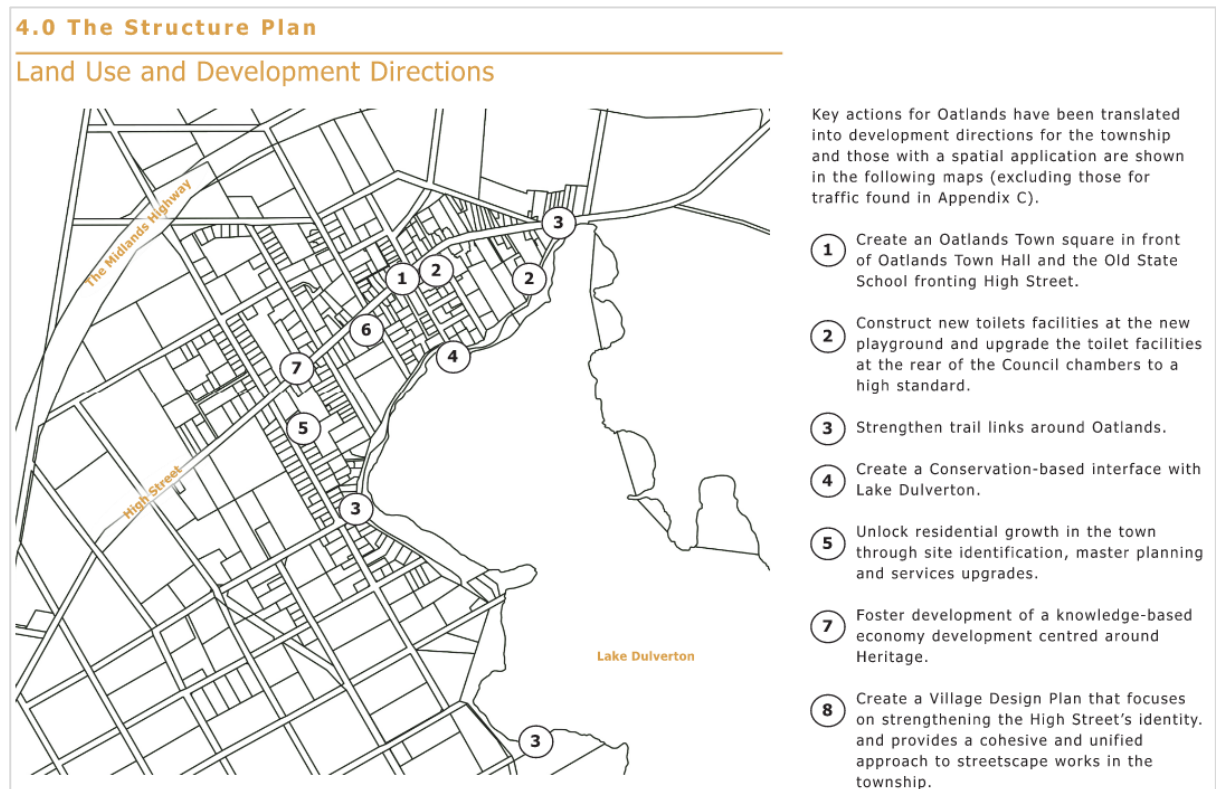 4.0 The Structure Plan
Land Use and Development Directions
Key actions for Oatlands have been translated
into development directions for the township
and those with a spatial application are shown
in the following maps (excluding those for
traffic found in Appendix C).
1 Create an Oatlands Town square in front
of Oatlands Town Hall and the Old State
School fronting High Street.
2 Construct new toilets facilities at the new
playground and upgrade the toilet facilities
at the rear of the Council chambers to a
high standard.
3 Strengthen trail links around Oatlands.
4 Create a Conservation-based interface with
Lake Dulverton.
5 Unlock residential growth in the town
through site identification, master planning
and services upgrades.
7 Foster development of a knowledge-based
economy development centred around
Heritage.
8 Create a Village Design Plan that focuses
on strengthening the High Street's identity.
and provides a cohesive and unified
approach to streetscape works in the
township.
The Midlands Highway
3
2
1
2
6
4
7
5
High Street
3
Lake Dulverton
3